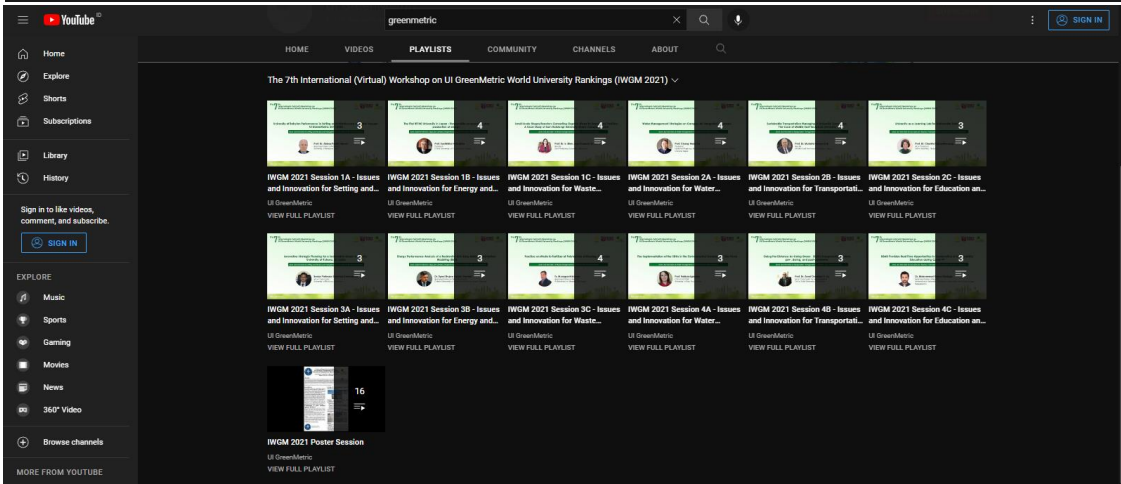 YouTube ID
greenmetric
SIGN IN
Home
Explore
Shorts
Subscriptions
Library
History
Sign in to like videos,
comment, and subscribe.
SIGN IN
EXPLORE
Music
Sports
Gaming
Movies
News
360° Video
Browse channels
MORE FROM YOUTUBE
HOME VIDEOS PLAYLISTS COMMUNITY CHANNELS ABOUT
The 7th International (Virtual) Workshop on UI GreenMetric World University Rankings (IWGM 2021)
3
IWGM 2021 Session 1A - Issues
and Innovation for Setting and...
UI GreenMetric
VIEW FULL PLAYLIST
4
IWGM 2021 Session 1B - Issues
and Innovation for Energy and...
UI GreenMetric
VIEW FULL PLAYLIST
4
IWGM 2021 Session 1C - Issues
and Innovation for Waste...
UI GreenMetric
VIEW FULL PLAYLIST
4
IWGM 2021 Session 2A - Issues
and Innovation for Water...
UI GreenMetric
VIEW FULL PLAYLIST
4
IWGM 2021 Session 2B - Issues
and Innovation for Transportati...
UI GreenMetric
VIEW FULL PLAYLIST
3
IWGM 2021 Session 2C - Issues
and Innovation for Education an...
UI GreenMetric
VIEW FULL PLAYLIST
3
IWGM 2021 Session 3A - Issues
and Innovation for Setting and...
UI GreenMetric
VIEW FULL PLAYLIST
3
IWGM 2021 Session 3B - Issues
and Innovation for Energy and...
UI GreenMetric
VIEW FULL PLAYLIST
4
IWGM 2021 Session 3C - Issues
and Innovation for Waste...
UI GreenMetric
VIEW FULL PLAYLIST
3
IWGM 2021 Session 4A - Issues
and Innovation for Water...
UI GreenMetric
VIEW FULL PLAYLIST
3
IWGM 2021 Session 4B - Issues
and Innovation for Transportati...
UI GreenMetric
VIEW FULL PLAYLIST
3
IWGM 2021 Session 4C - Issues
and Innovation for Education an...
UI GreenMetric
VIEW FULL PLAYLIST
16
IWGM 2021 Poster Session
UI GreenMetric
VIEW FULL PLAYLIST